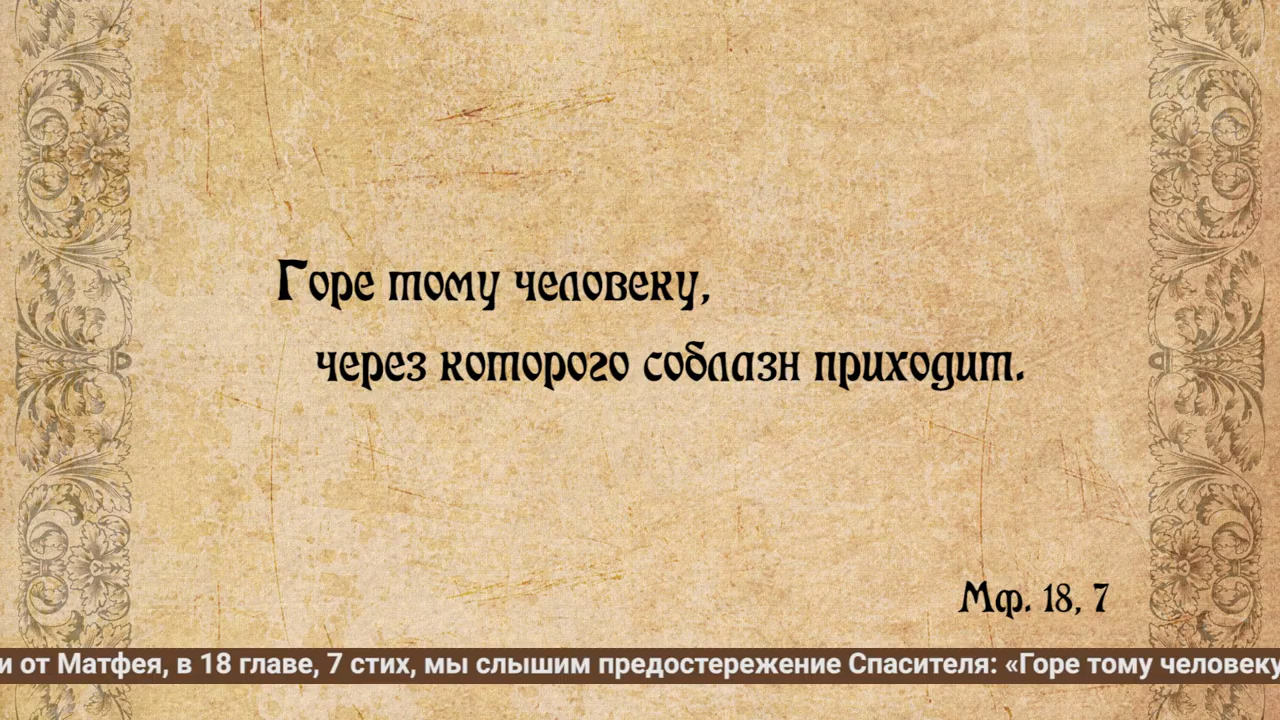 Горе тому человеку,
через которого соблазн приходит.
Мф. 18, 7
и от Матфея, в 18 главе, 7 стих, мы слышим предостережение Спасителя: «Горе тому человеку